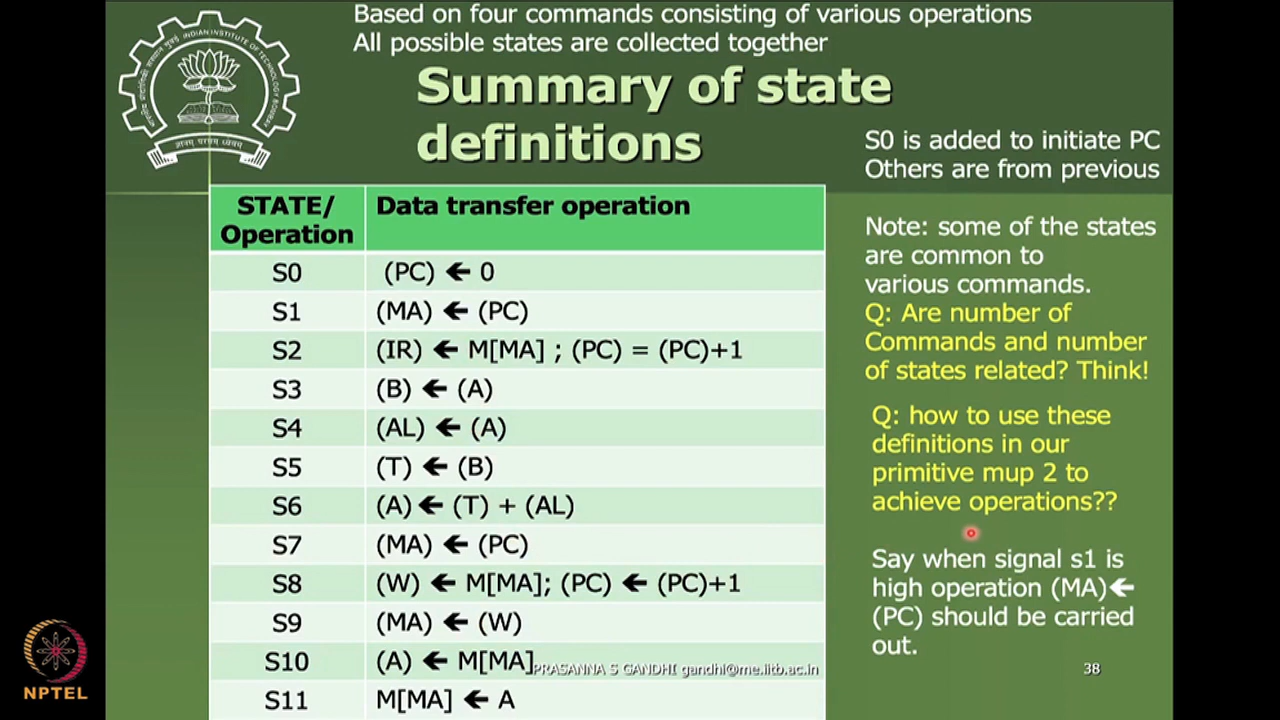 Based on four commands consisting of various operations
All possible states are collected together
Summary of state
definitions
S0 is added to initiate PC
Others are from previous
STATE/
Operation
Data transfer operation
S0 (PC) 🡨 0
S1 (MA) 🡨 (PC)
S2 (IR) 🡨 M[MA] ; (PC) = (PC)+1
S3 (B) 🡨 (A)
S4 (AL) 🡨 (A)
S5 (T) 🡨 (B)
S6 (A) 🡨 (T) + (AL)
S7 (MA) 🡨 (PC)
S8 (W) 🡨 M[MA]; (PC) 🡨 (PC)+1
S9 (MA) 🡨 (W)
S10 (A) 🡨 M[MA]
S11 M[MA] 🡨 A
Note: some of the states
are common to
various commands.
Q: Are number of
Commands and number
of states related? Think!
Q: how to use these
definitions in our
primitive mup 2 to
achieve operations??
Say when signal s1 is
high operation (MA)🡨
(PC) should be carried
out.
PRASANNA S GANDHI gandhi@me.iitb.ac.in
38
NPTEL